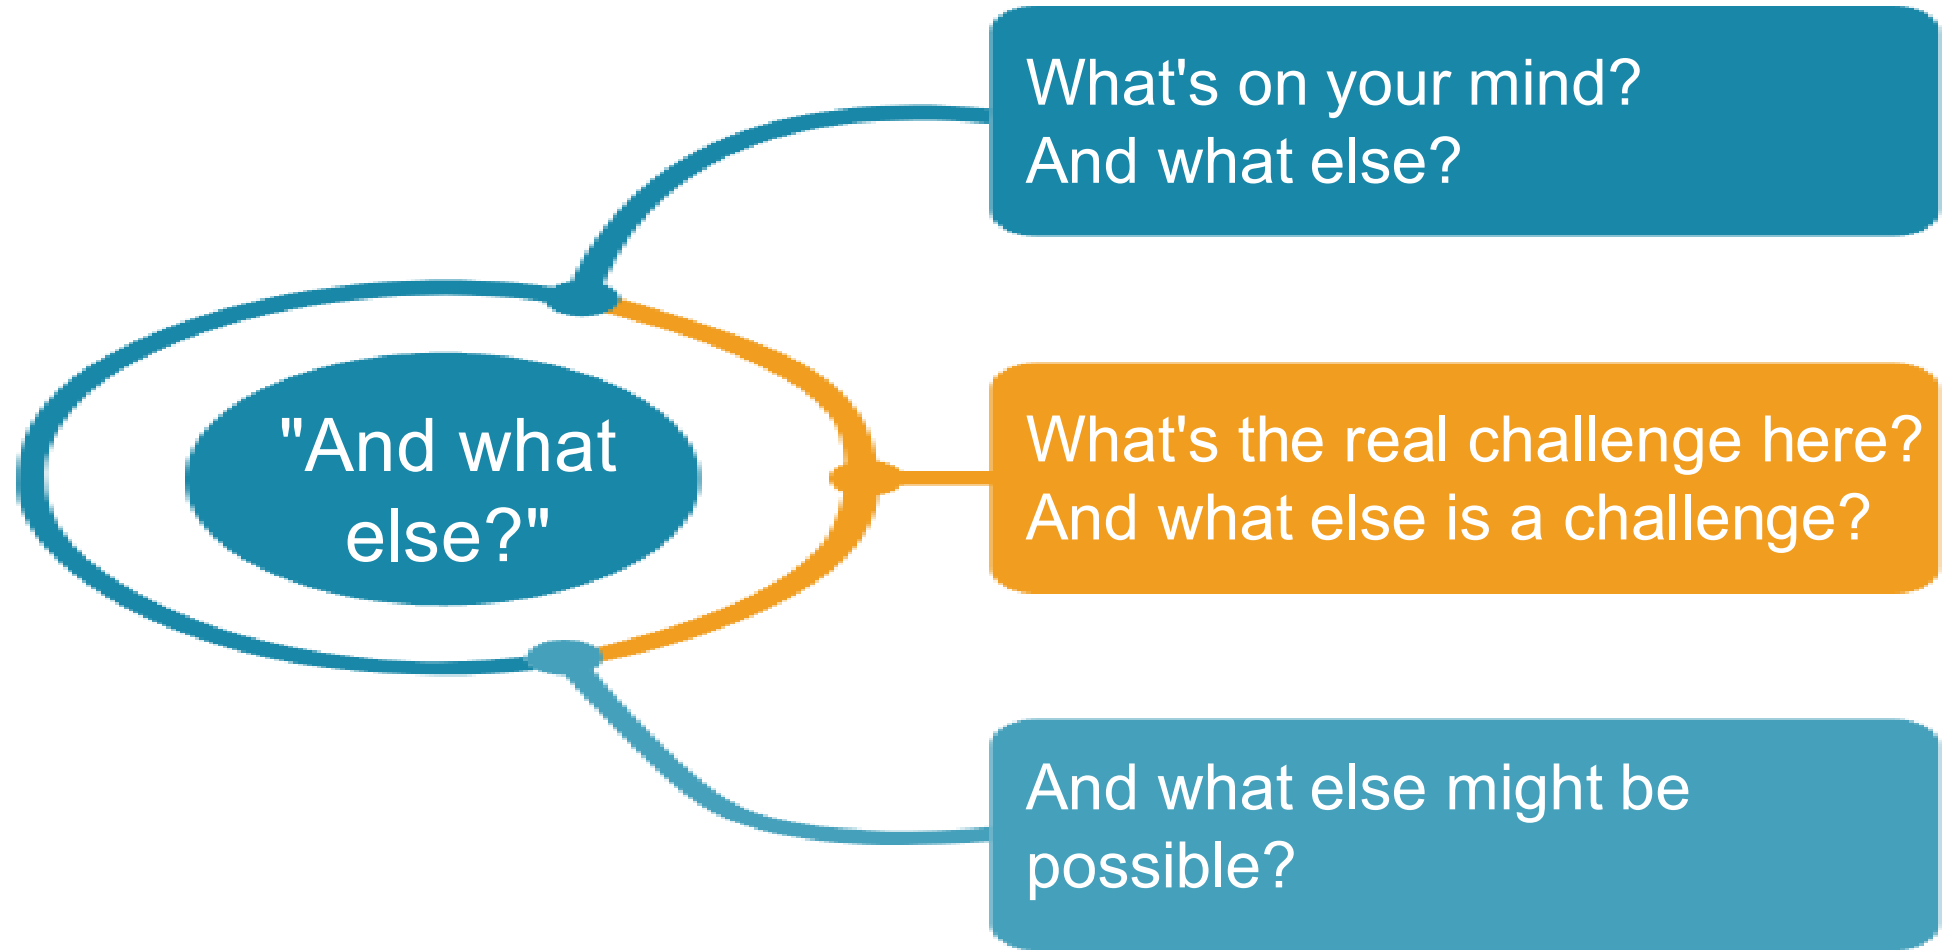 What's on your mind?
And what else?
"And what
else?"
What's the real challenge here?
And what else is a challenge?
And what else might be
possible?